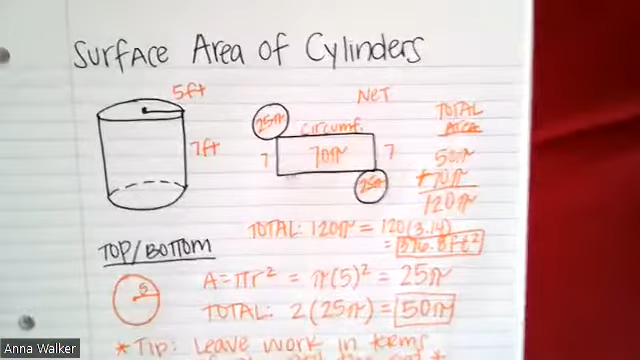 Surface Area of Cylinders
5ft
7ft
NET
25π
circumf.
7
70π
7
25π
TOTAL
AREA
50π
+70π
120π
TOTAL: 120π = 120(3.14)
= 376.8ft²
TOP/BOTTOM
5
A=πr² = π(5)² = 25π
TOTAL: 2(25π) = 50π
*Tip: Leave work in terms
Anna Walker